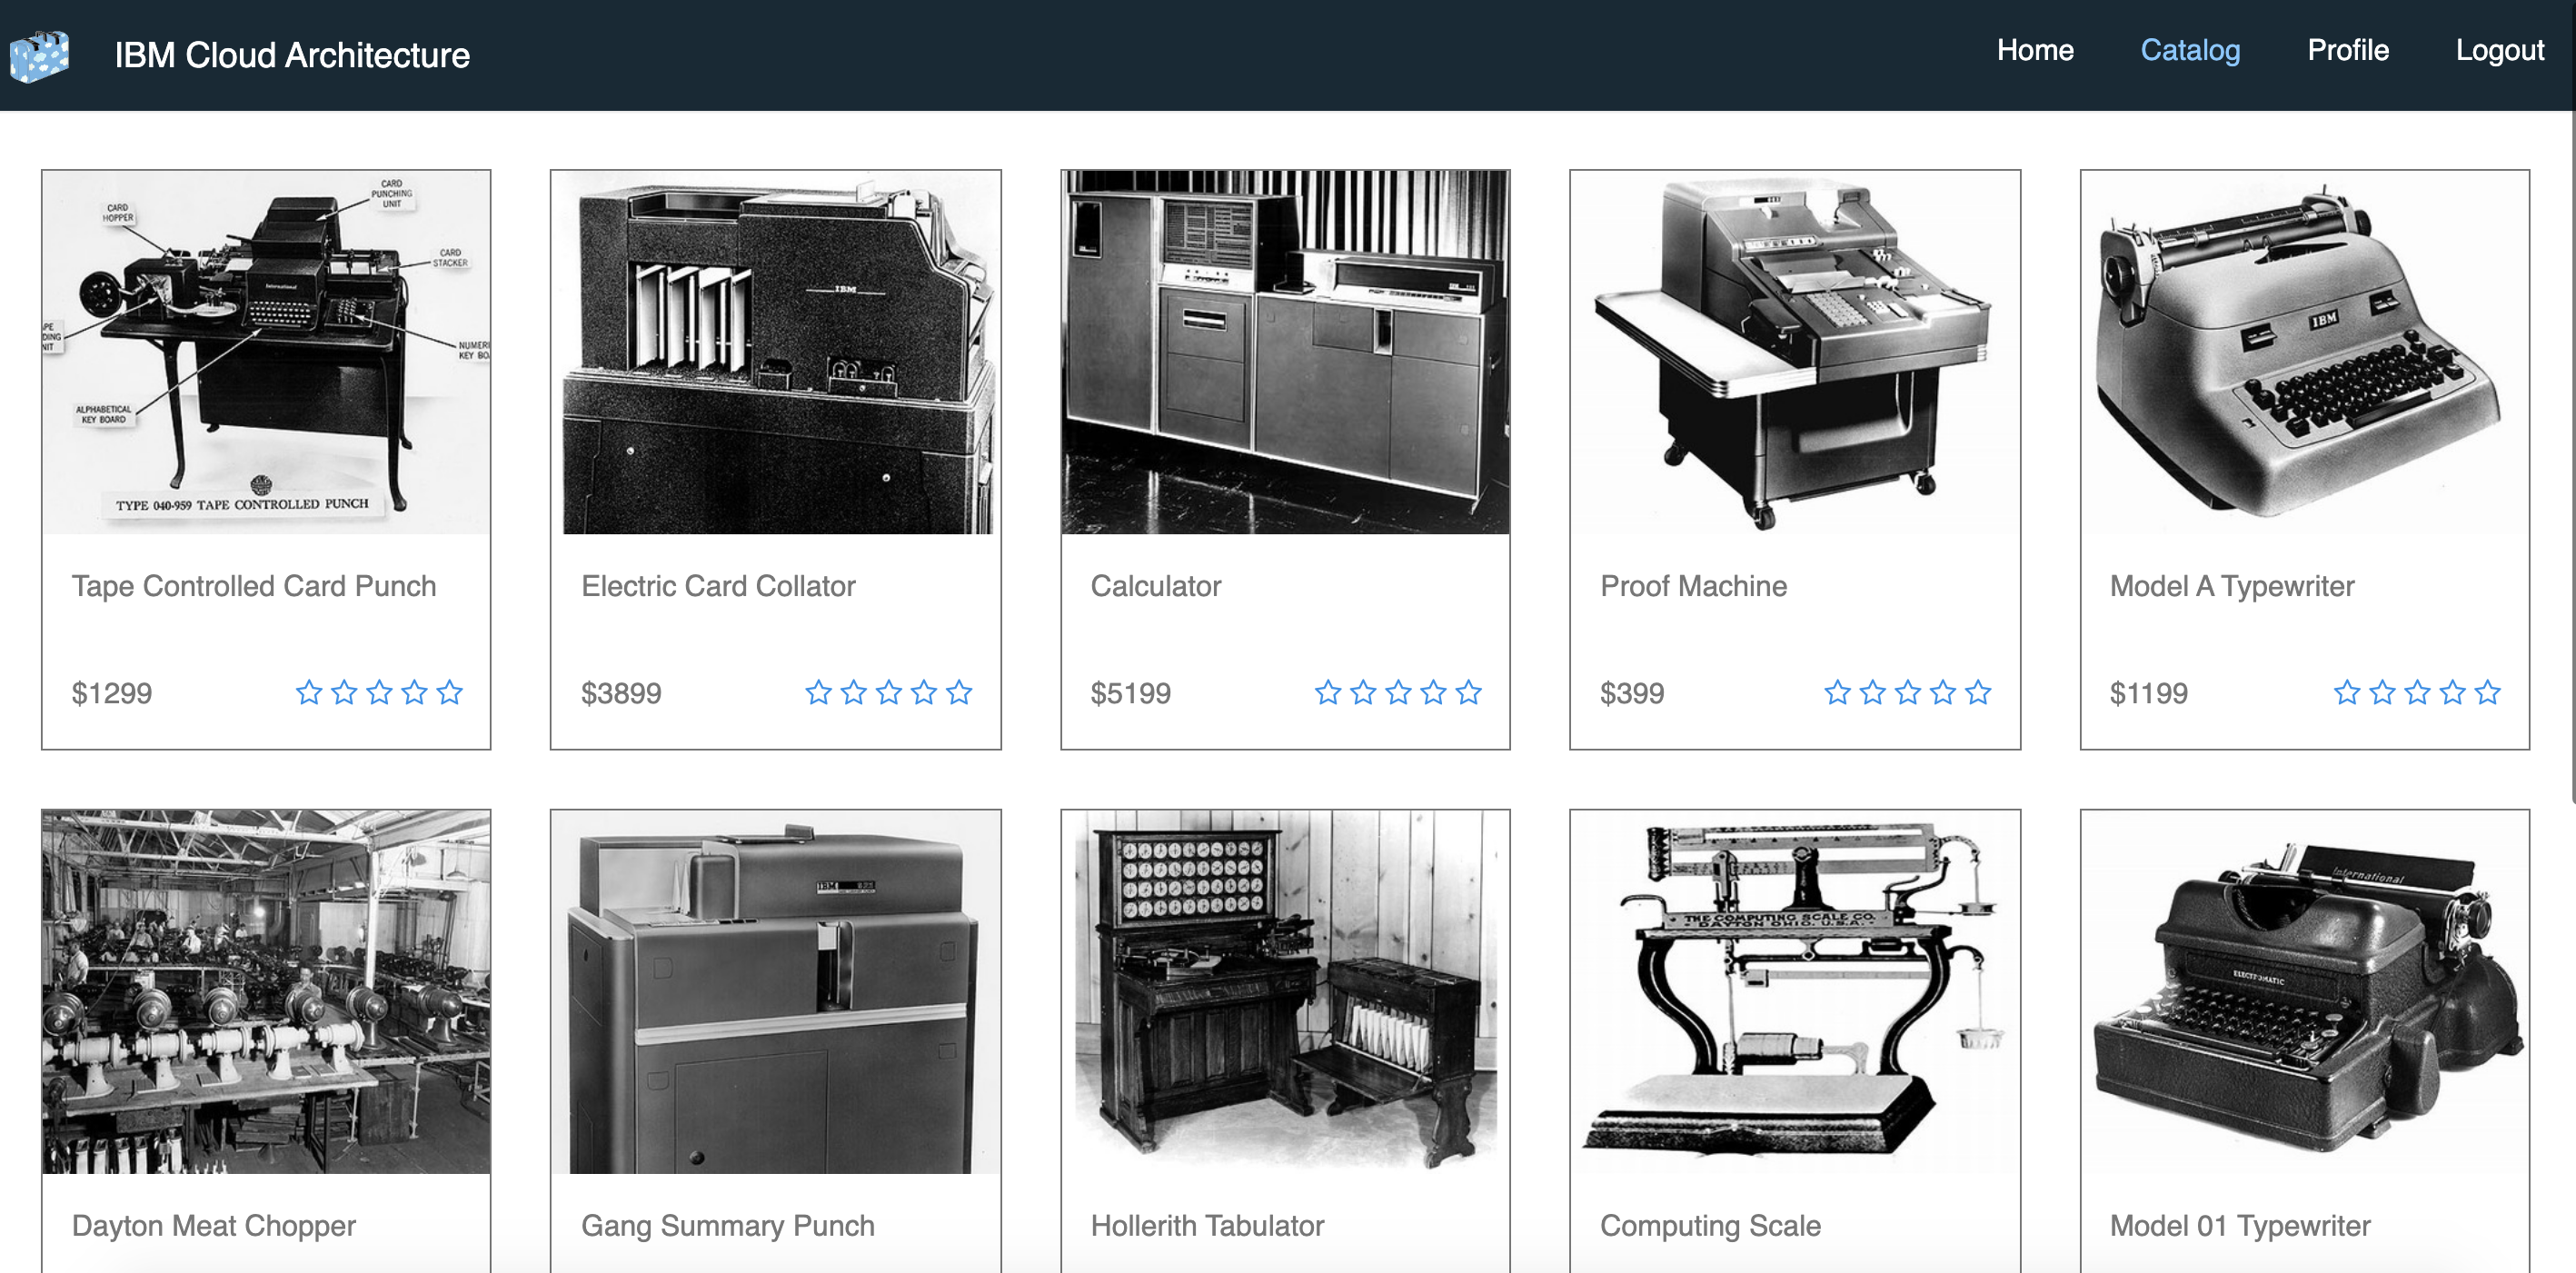 IBM Cloud Architecture
Home
Catalog
Profile
Logout
CARD
PUNCHING
UNIT
CARD
HOPPER
CARD
STACKER
International
NUMERI
KEY BO
ALPHABETICAL
KEY BOARD
TYPE 040-959 TAPE CONTROLLED PUNCH
IBM
IBM
Tape Controlled Card Punch
Electric Card Collator
Calculator
Proof Machine
Model A Typewriter
$1299
$3899
$5199
$399
$1199
International
IBM
THE COMPUTING SCALE CO.
DAYTON OHIO. U.S.A.
ELECTROMATIC
Dayton Meat Chopper
Gang Summary Punch
Hollerith Tabulator
Computing Scale
Model 01 Typewriter